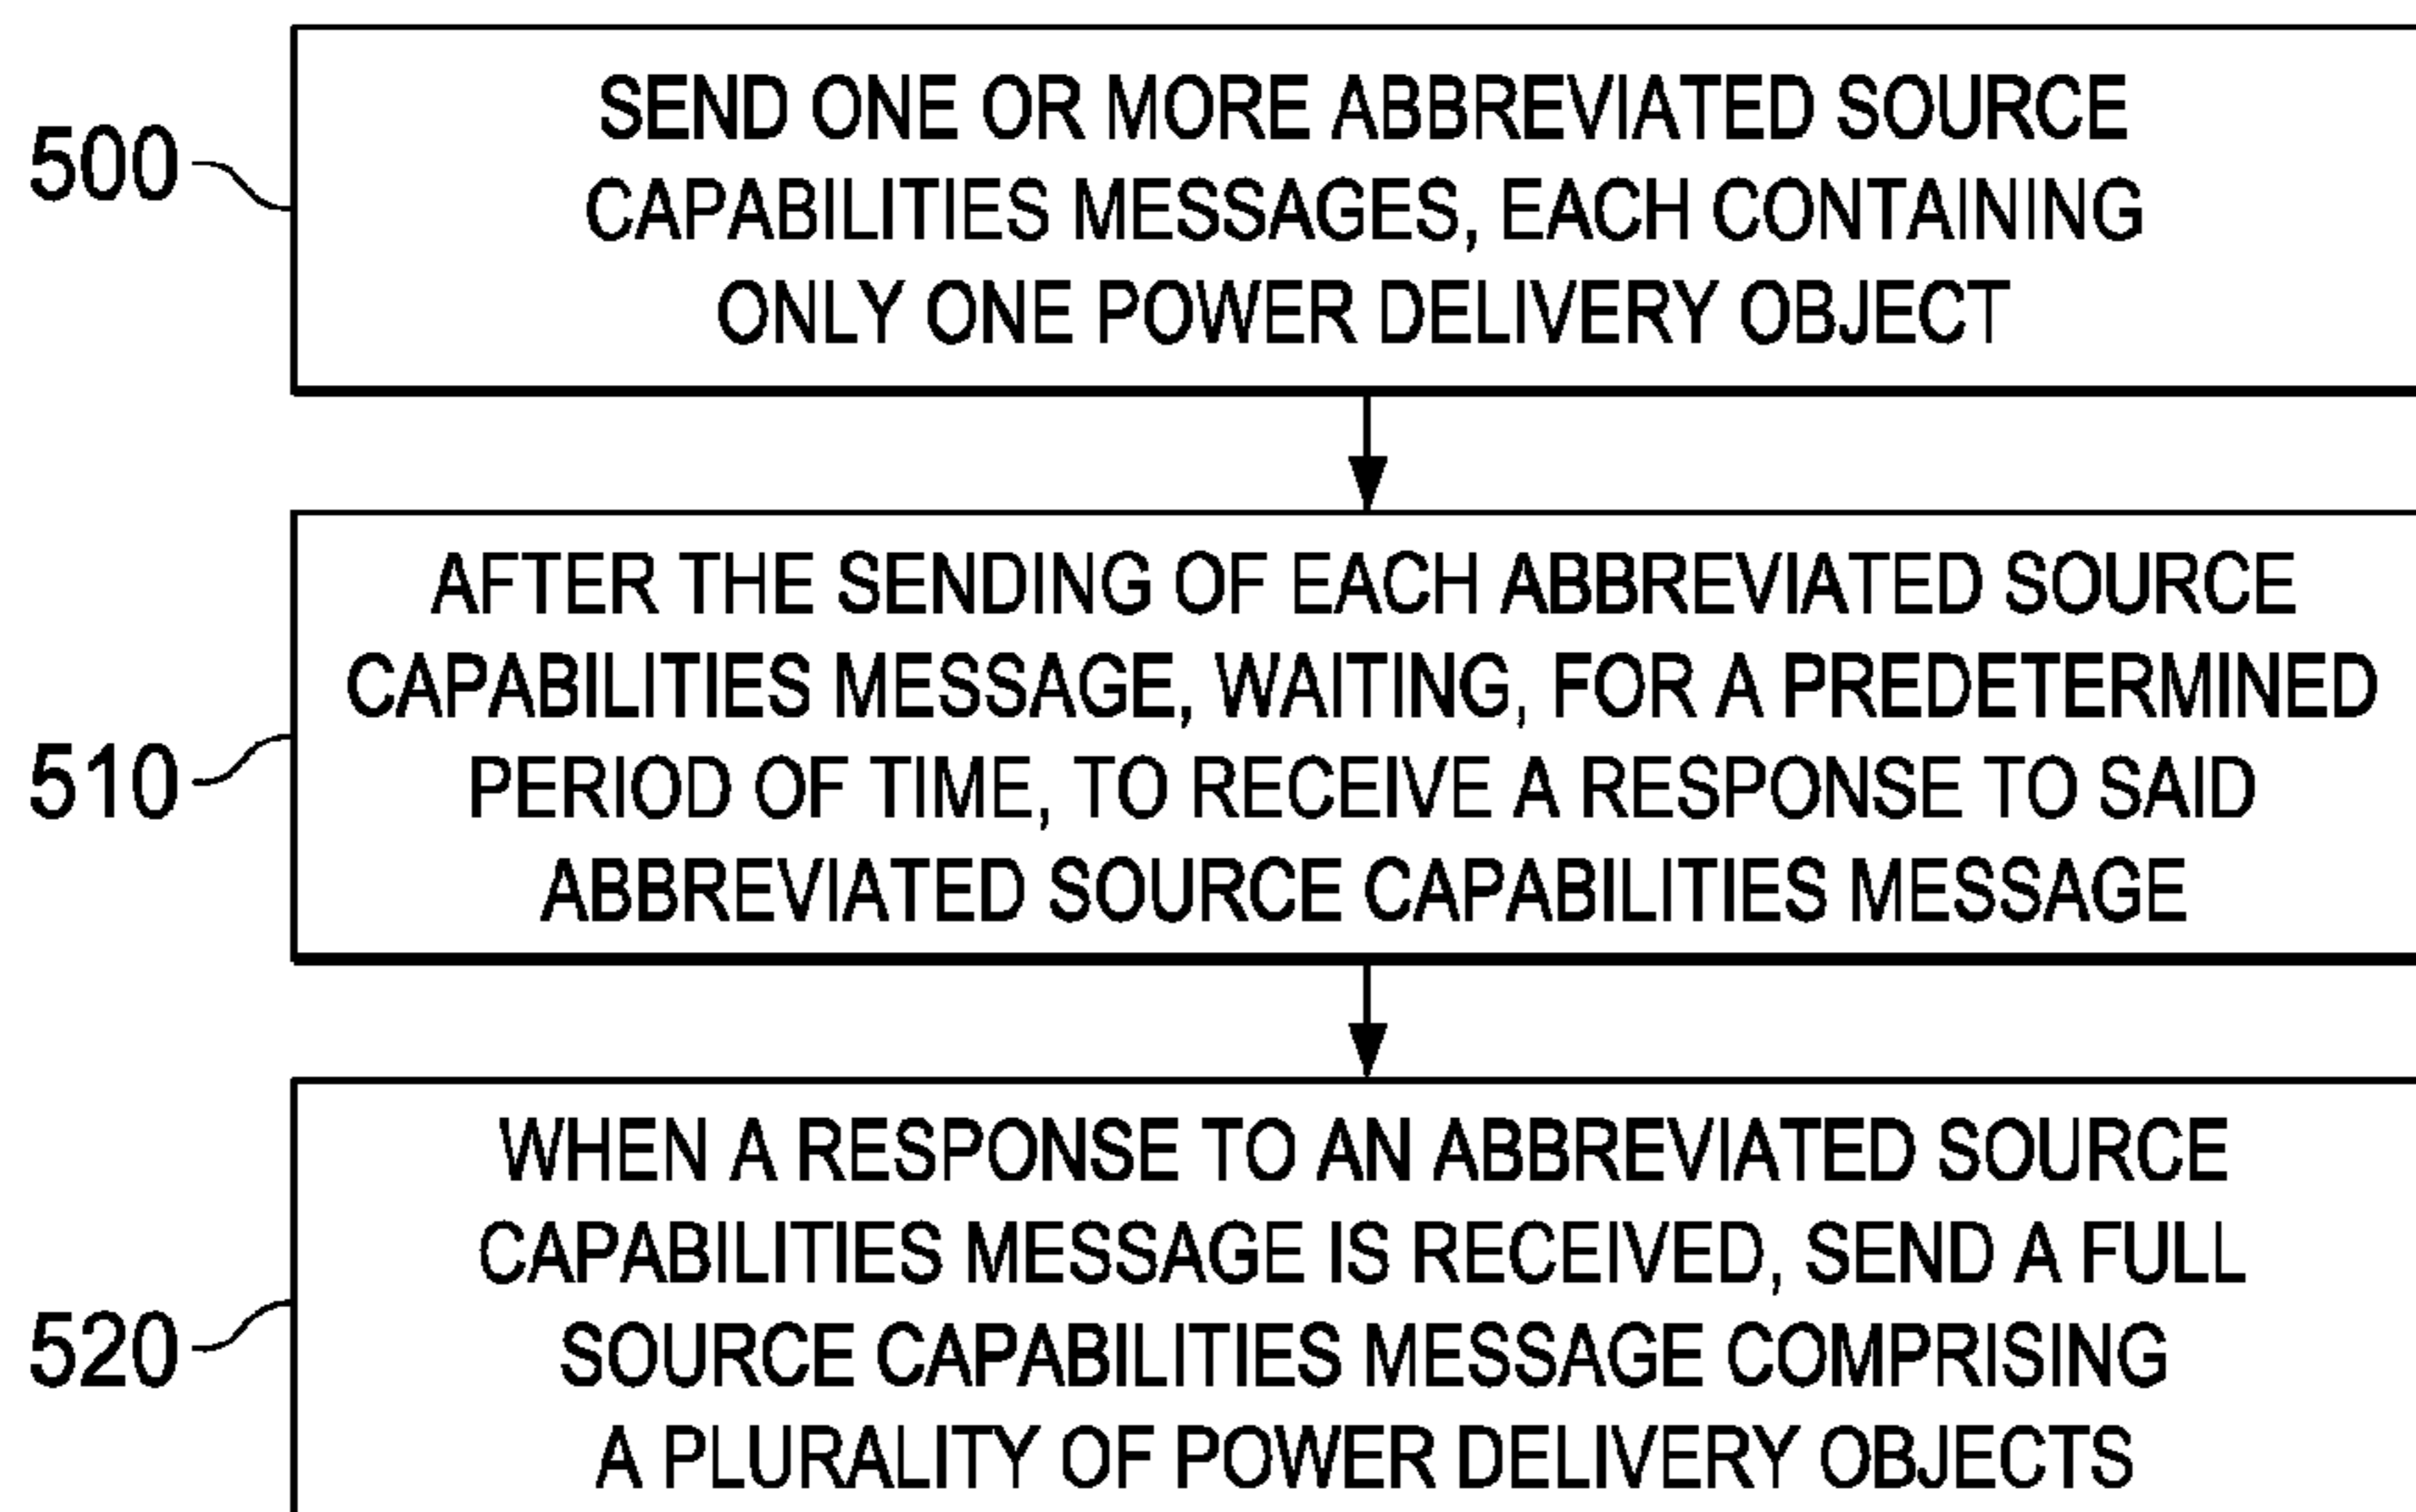 500
SEND ONE OR MORE ABBREVIATED SOURCE
CAPABILITIES MESSAGES, EACH CONTAINING
ONLY ONE POWER DELIVERY OBJECT
510
AFTER THE SENDING OF EACH ABBREVIATED SOURCE
CAPABILITIES MESSAGE, WAITING, FOR A PREDETERMINED
PERIOD OF TIME, TO RECEIVE A RESPONSE TO SAID
ABBREVIATED SOURCE CAPABILITIES MESSAGE
520
WHEN A RESPONSE TO AN ABBREVIATED SOURCE
CAPABILITIES MESSAGE IS RECEIVED, SEND A FULL
SOURCE CAPABILITIES MESSAGE COMPRISING
A PLURALITY OF POWER DELIVERY OBJECTS